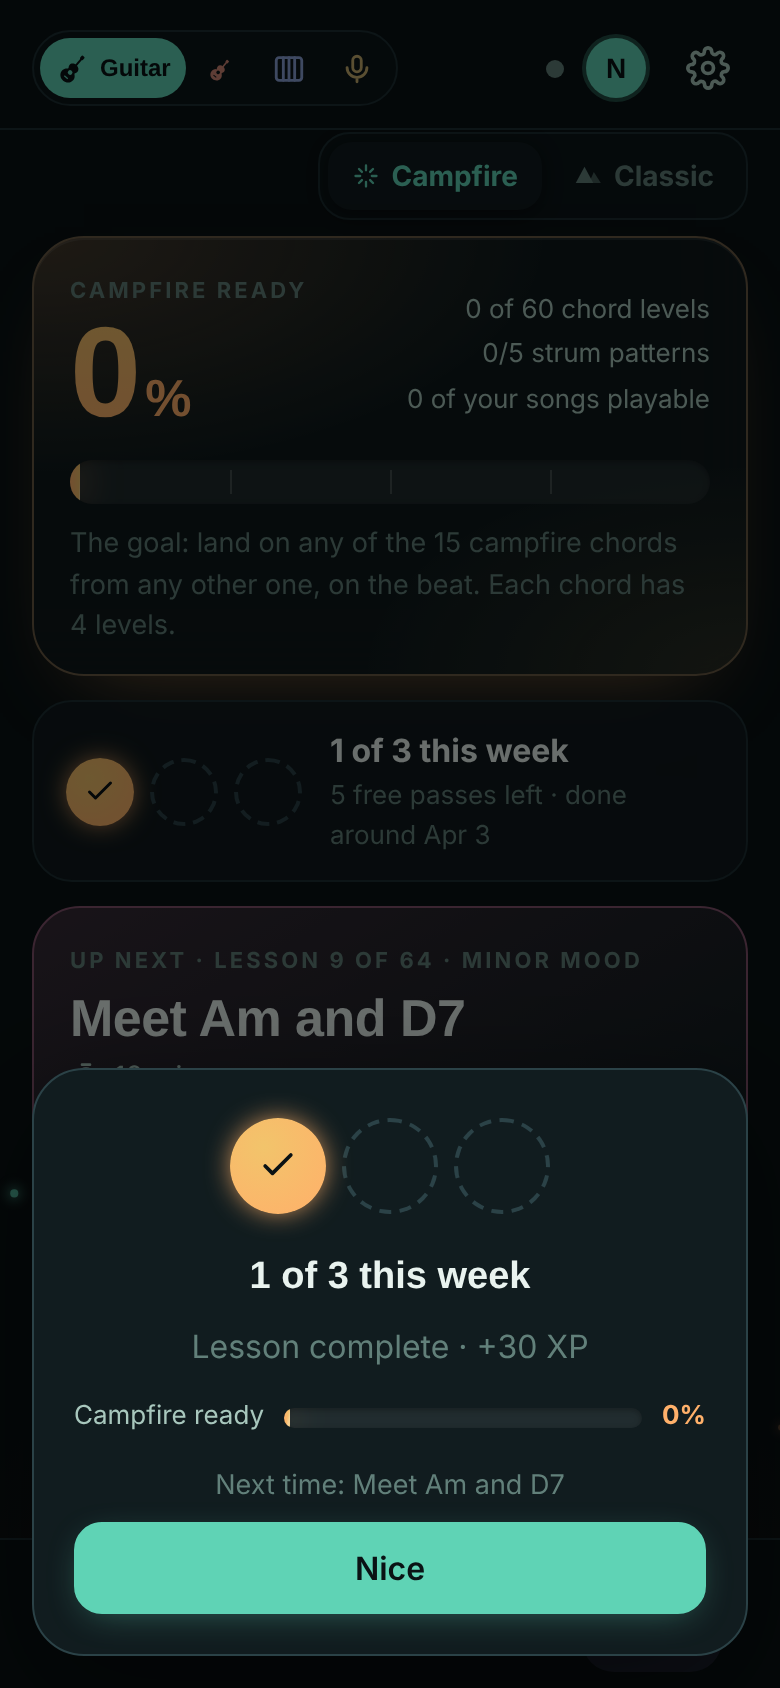 Guitar
N
Campfire
Classic
CAMPFIRE READY
0%
0 of 60 chord levels
0/5 strum patterns
0 of your songs playable
The goal: land on any of the 15 campfire chords
from any other one, on the beat. Each chord has
4 levels.
1 of 3 this week
5 free passes left · done
around Apr 3
UP NEXT · LESSON 9 OF 64 · MINOR MOOD
Meet Am and D7
1 of 3 this week
Lesson complete · +30 XP
Campfire ready
0%
Next time: Meet Am and D7
Nice